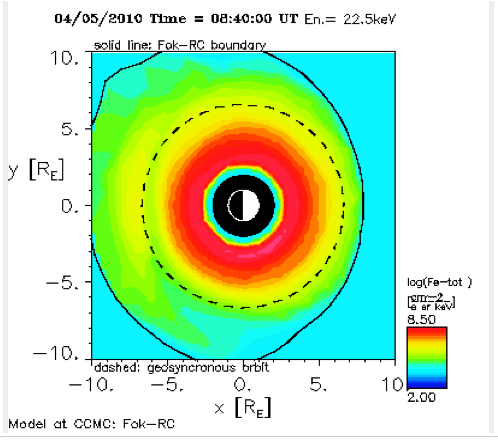 04/05/2010 Time = 08:40:00 UT En.= 22.5keV
solid line: Fok-RC boundary
10.
5.
y [RE]
0.
-5.
-10.
dashed: geosyncronous orbit
-10. -5. 0. 5. 10.
x [RE]
log(Fe-tot )
8.50
2.00
Model at CCMC: Fok-RC